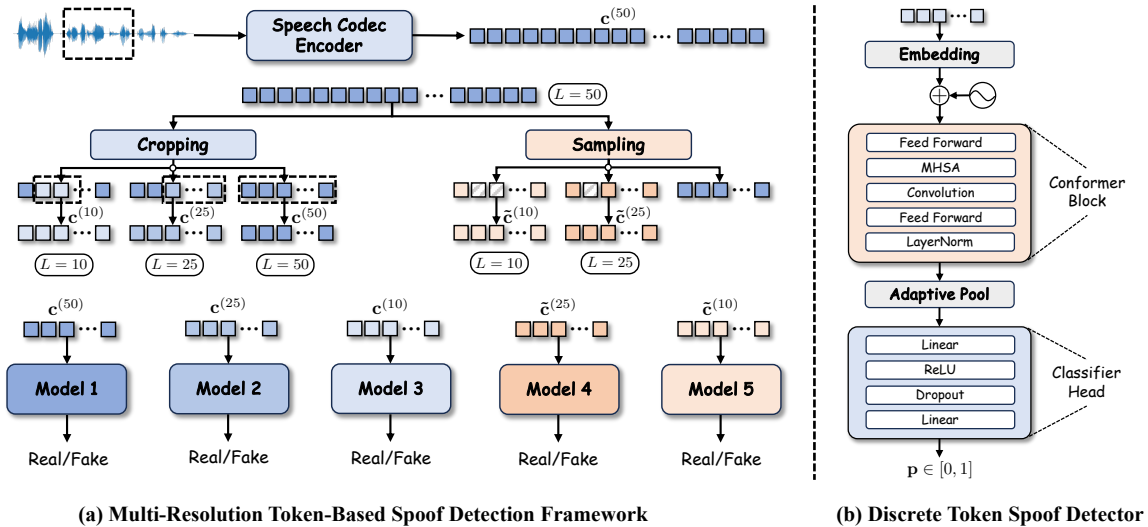 Speech Codec
Encoder
c^(50)
L = 50
Cropping
Sampling
c^(10)
c^(25)
c^(50)
c̃^(10)
c̃^(25)
L = 10
L = 25
L = 50
L = 10
L = 25
c^(50)
c^(25)
c^(10)
c̃^(25)
c̃^(10)
Model 1
Model 2
Model 3
Model 4
Model 5
Real/Fake
Real/Fake
Real/Fake
Real/Fake
Real/Fake
(a) Multi-Resolution Token-Based Spoof Detection Framework
Embedding
Feed Forward
MHSA
Convolution
Feed Forward
LayerNorm
Conformer
Block
Adaptive Pool
Linear
ReLU
Dropout
Linear
Classifier
Head
p ∈ [0, 1]
(b) Discrete Token Spoof Detector